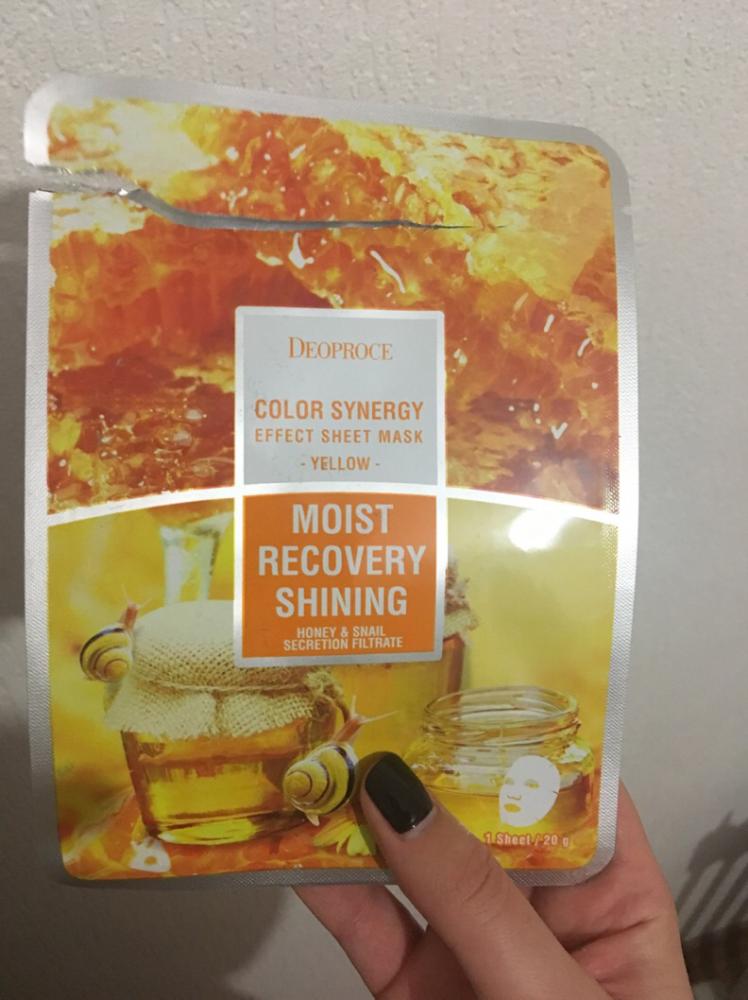 DEOPROCE
COLOR SYNERGY
EFFECT SHEET MASK
- YELLOW -
MOIST
RECOVERY
SHINING
HONEY & SNAIL
SECRETION FILTRATE
1 Sheet / 20 g